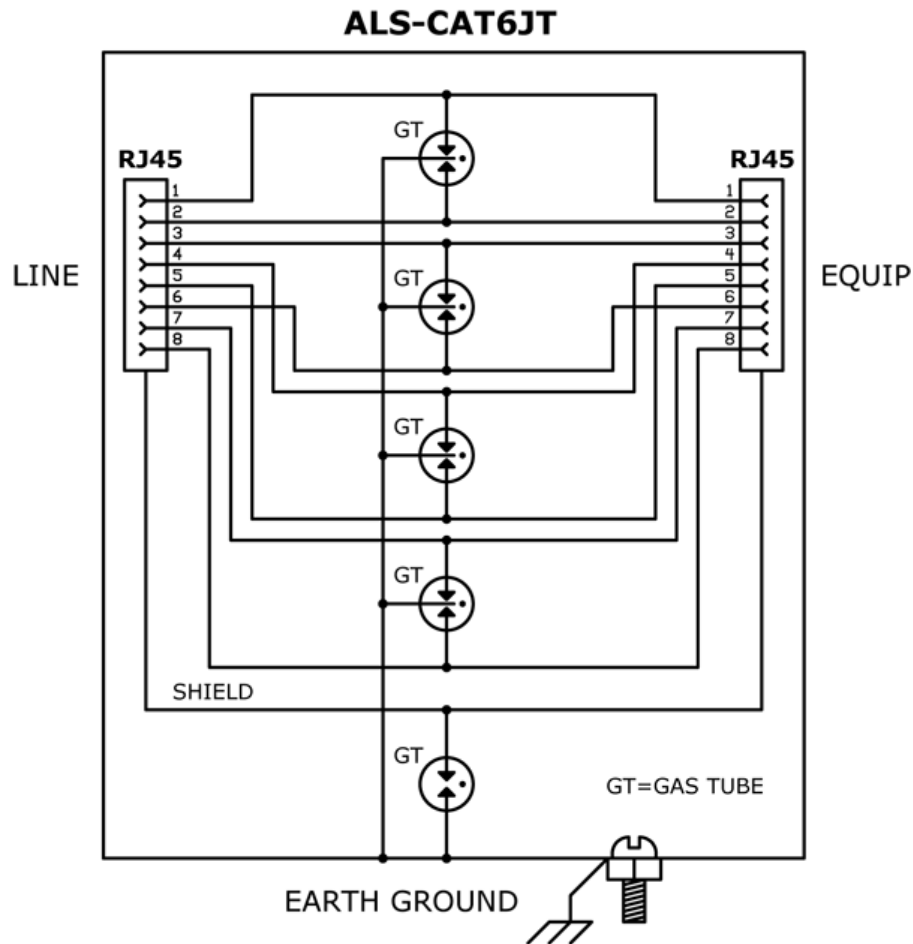 ALS-CAT6JT
GT
RJ45
RJ45
1
2
3
4
5
6
7
8
1
2
3
4
5
6
7
8
LINE
GT
EQUIP
GT
GT
SHIELD
GT
GT=GAS TUBE
EARTH GROUND